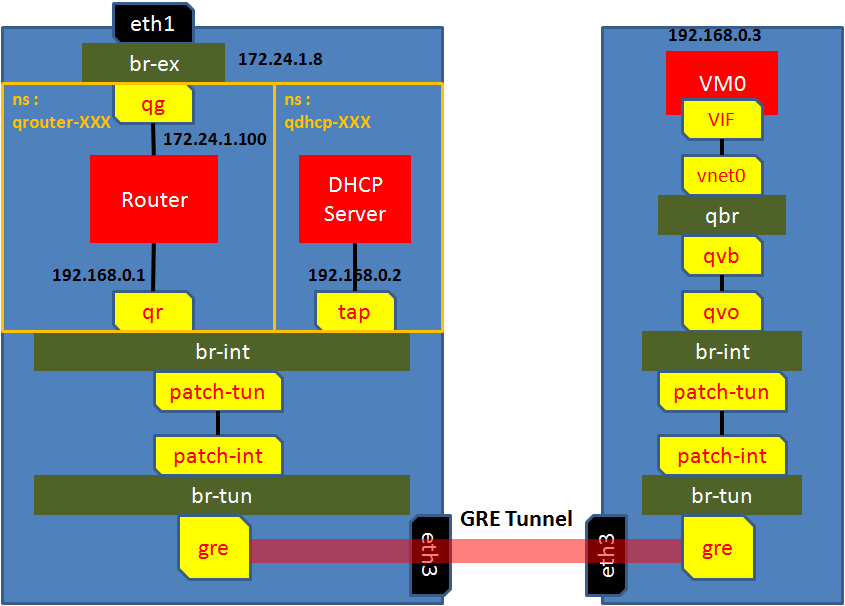 eth1
br-ex
172.24.1.8
ns :
qrouter-XXX
qg
172.24.1.100
Router
192.168.0.1
qr
ns :
qdhcp-XXX
DHCP
Server
192.168.0.2
tap
br-int
patch-tun
patch-int
br-tun
gre
eth3
GRE Tunnel
192.168.0.3
VM0
VIF
vnet0
qbr
qvb
qvo
br-int
patch-tun
patch-int
br-tun
gre
eth3